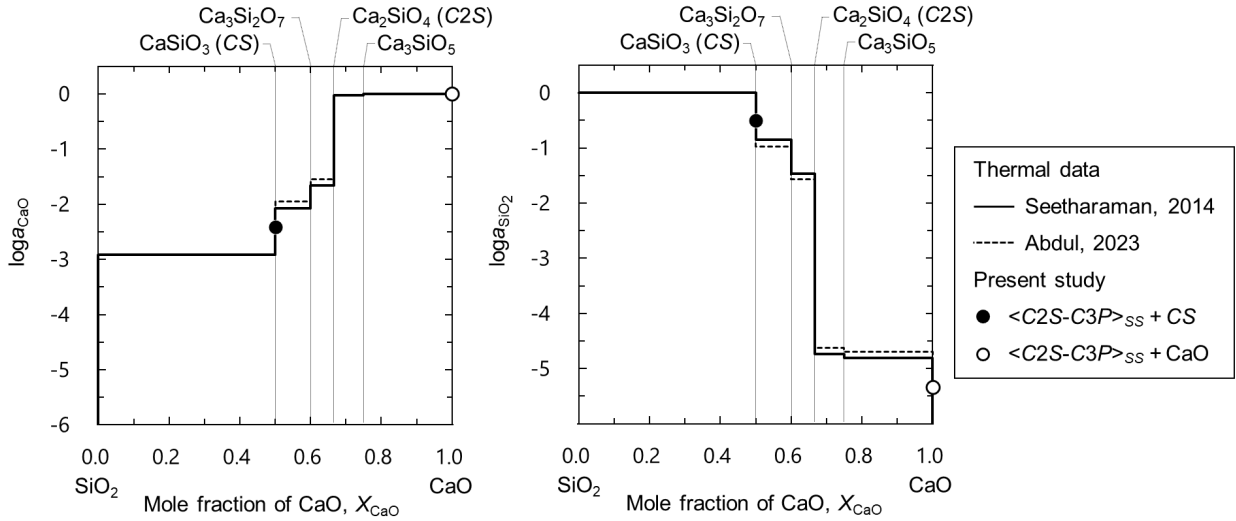 Ca₃Si₂O₇
Ca₂SiO₄ (C2S)
CaSiO₃ (CS)
Ca₃SiO₅
0
-1
-2
-3
-4
-5
-6
logaCaO
0.0
0.2
0.4
0.6
0.8
1.0
SiO₂
CaO
Mole fraction of CaO, XCaO
Ca₃Si₂O₇
Ca₂SiO₄ (C2S)
CaSiO₃ (CS)
Ca₃SiO₅
0
-1
-2
-3
-4
-5
logaSiO₂
0.0
0.2
0.4
0.6
0.8
1.0
SiO₂
CaO
Mole fraction of CaO, XCaO
Thermal data
Seetharaman, 2014
Abdul, 2023
Present study
<C2S-C3P>SS + CS
<C2S-C3P>SS + CaO